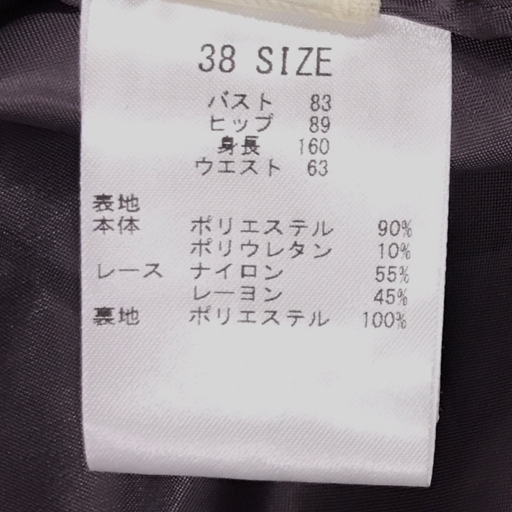 38 SIZE
バスト 83
ヒップ 89
身長 160
ウエスト 63
表地
本体 ポリエステル 90%
ポリウレタン 10%
レース ナイロン 55%
レーヨン 45%
裏地 ポリエステル 100%